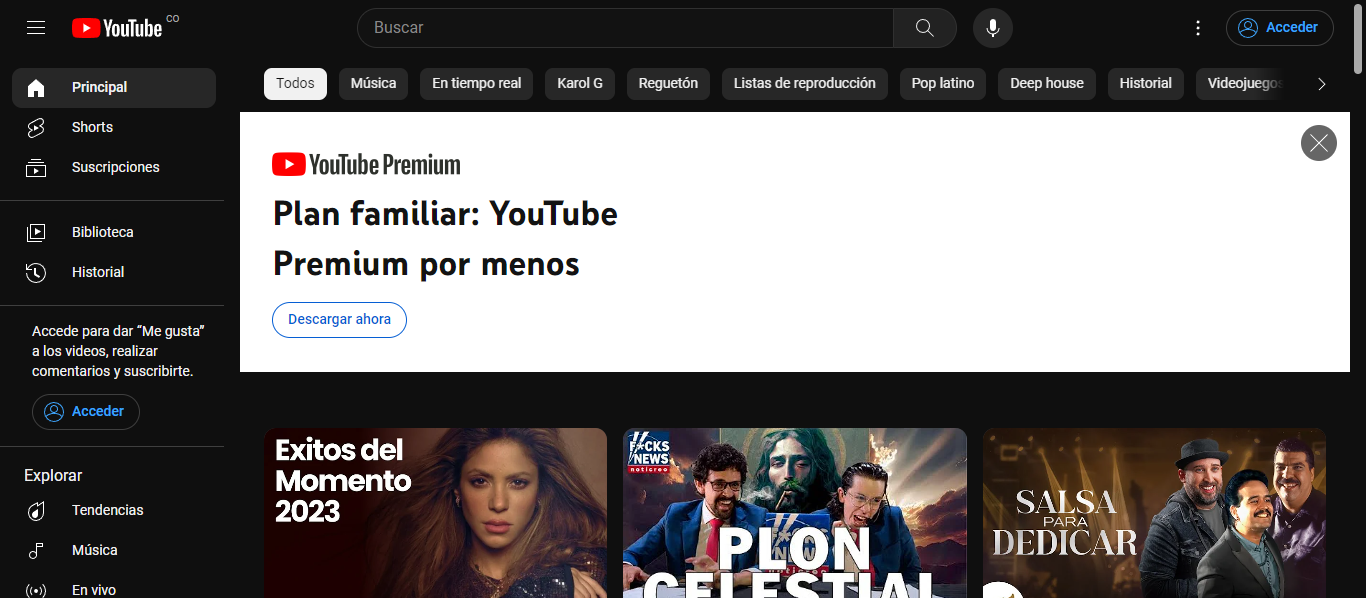 YouTube CO
Buscar
Acceder
Principal
Shorts
Suscripciones
Biblioteca
Historial
Accede para dar “Me gusta”
a los videos, realizar
comentarios y suscribirte.
Acceder
Explorar
Tendencias
Música
En vivo
Todos
Música
En tiempo real
Karol G
Reguetón
Listas de reproducción
Pop latino
Deep house
Historial
Videojuegos
YouTube Premium
Plan familiar: YouTube
Premium por menos
Descargar ahora
Exitos del
Momento
2023
F*CKS
NEWS
noticreo
PLON
CELESTIAL
SALSA
PARA
DEDICAR